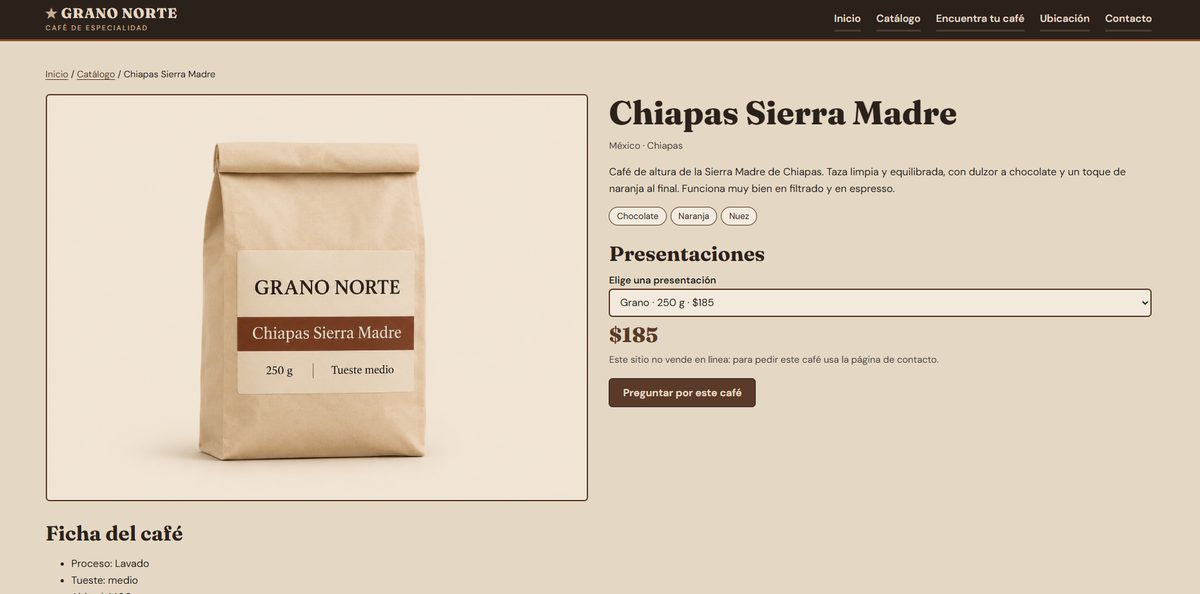 ★ GRANO NORTE
CAFÉ DE ESPECIALIDAD
Inicio Catálogo Encuentra tu café Ubicación Contacto
Inicio / Catálogo / Chiapas Sierra Madre
GRANO NORTE
Chiapas Sierra Madre
250 g | Tueste medio
Chiapas Sierra Madre
México · Chiapas
Café de altura de la Sierra Madre de Chiapas. Taza limpia y equilibrada, con dulzor a chocolate y un toque de
naranja al final. Funciona muy bien en filtrado y en espresso.
Chocolate Naranja Nuez
Presentaciones
Elige una presentación
Grano · 250 g · $185
$185
Este sitio no vende en línea: para pedir este café usa la página de contacto.
Preguntar por este café
Ficha del café
• Proceso: Lavado
• Tueste: medio